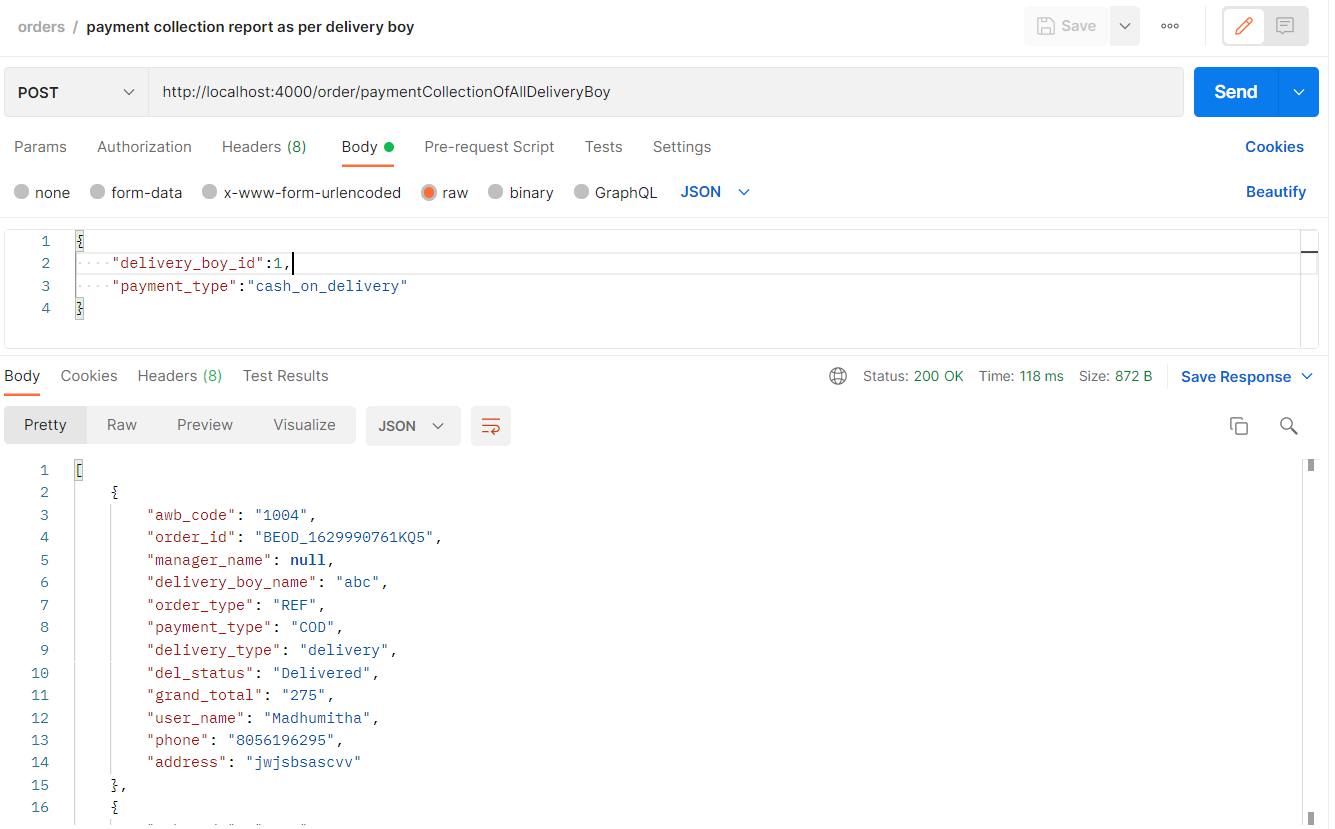 orders / payment collection report as per delivery boy
Save
POST http://localhost:4000/order/paymentCollectionOfAllDeliveryBoy Send
Params Authorization Headers (8) Body Pre-request Script Tests Settings Cookies
none form-data x-www-form-urlencoded raw binary GraphQL JSON Beautify
1 {
2 "delivery_boy_id":1,
3 "payment_type":"cash_on_delivery"
4 }
Body Cookies Headers (8) Test Results Status: 200 OK Time: 118 ms Size: 872 B Save Response
Pretty Raw Preview Visualize JSON
1 [
2 {
3 "awb_code": "1004",
4 "order_id": "BEOD_1629990761KQ5",
5 "manager_name": null,
6 "delivery_boy_name": "abc",
7 "order_type": "REF",
8 "payment_type": "COD",
9 "delivery_type": "delivery",
10 "del_status": "Delivered",
11 "grand_total": "275",
12 "user_name": "Madhumitha",
13 "phone": "8056196295",
14 "address": "jwjsbsascvv"
15 },
16 {